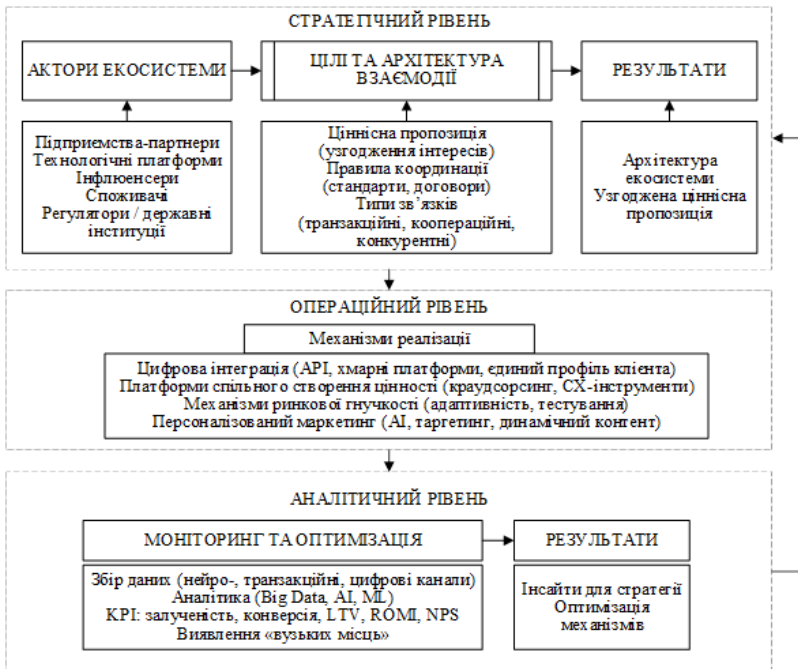 СТРАТЕГІЧНИЙ РІВЕНЬ
АКТОРИ ЕКОСИСТЕМИ
ЦІЛІ ТА АРХІТЕКТУРА
ВЗАЄМОДІЇ
РЕЗУЛЬТАТИ
Підприємства-партнери
Технологічні платформи
Інфлюенсери
Споживачі
Регулятори / державні
інституції
Ціннісна пропозиція
(узгодження інтересів)
Правила координації
(стандарти, договори)
Типи зв’язків
(транзакційні, коопераційні,
конкурентні)
Архітектура
екосистеми
Узгоджена ціннісна
пропозиція
ОПЕРАЦІЙНИЙ РІВЕНЬ
Механізми реалізації
Цифрова інтеграція (API, хмарні платформи, єдиний профіль клієнта)
Платформи спільного створення цінності (краудсорсинг, CX-інструменти)
Механізми ринкової гнучкості (адаптивність, тестування)
Персоналізований маркетинг (AI, таргетинг, динамічний контент)
АНАЛІТИЧНИЙ РІВЕНЬ
МОНІТОРИНГ ТА ОПТИМІЗАЦІЯ
РЕЗУЛЬТАТИ
Збір даних (нейро-, транзакційні, цифрові канали)
Аналітика (Big Data, AI, ML)
KPI: залученість, конверсія, LTV, ROMI, NPS
Виявлення «вузьких місць»
Інсайти для стратегії
Оптимізація
механізмів